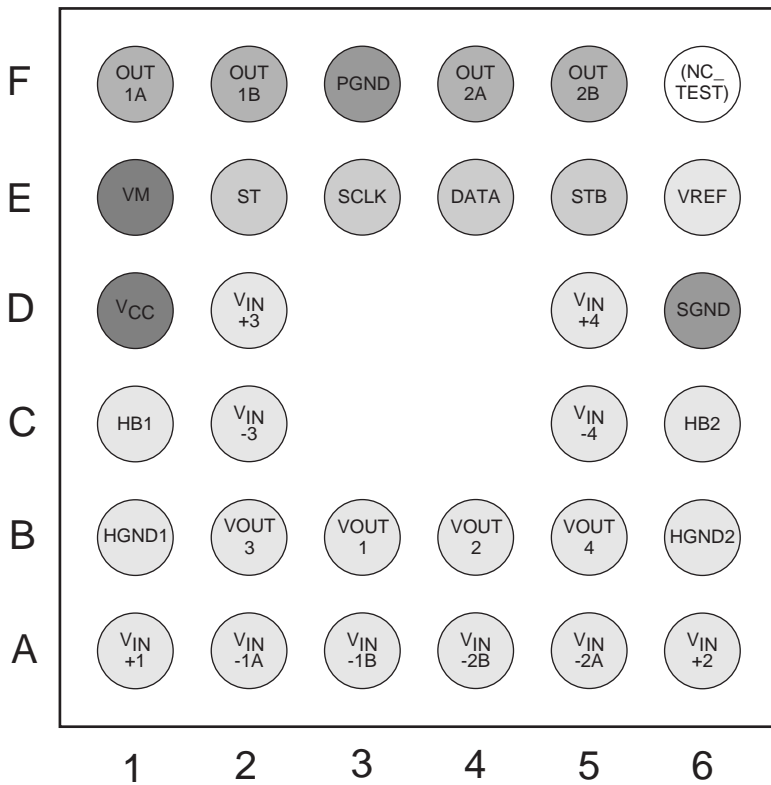 F OUT 1A OUT 1B PGND OUT 2A OUT 2B (NC_ TEST)
E VM ST SCLK DATA STB VREF
D VCC VIN +3 VIN +4 SGND
C HB1 VIN -3 VIN -4 HB2
B HGND1 VOUT 3 VOUT 1 VOUT 2 VOUT 4 HGND2
A VIN +1 VIN -1A VIN -1B VIN -2B VIN -2A VIN +2
1 2 3 4 5 6